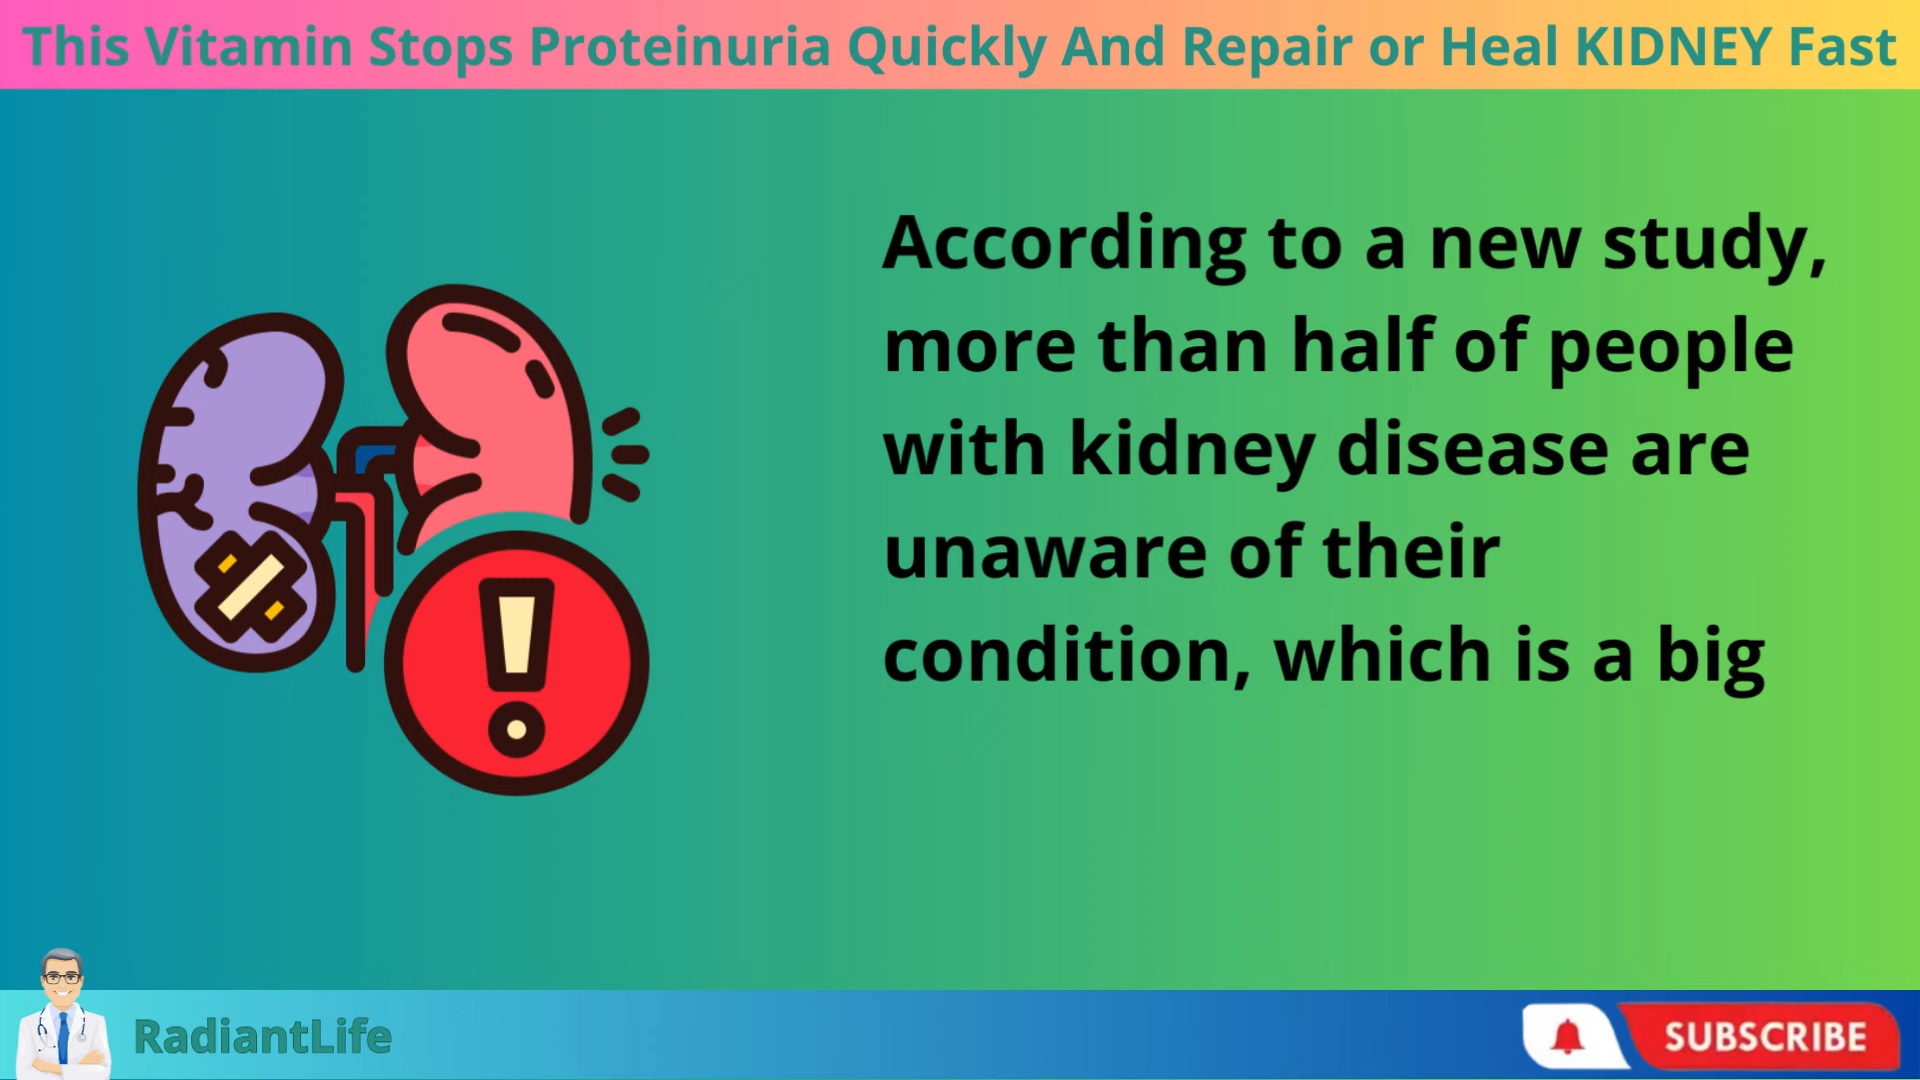 This Vitamin Stops Proteinuria Quickly And Repair or Heal KIDNEY Fast
According to a new study,
more than half of people
with kidney disease are
unaware of their
condition, which is a big
RadiantLife
SUBSCRIBE